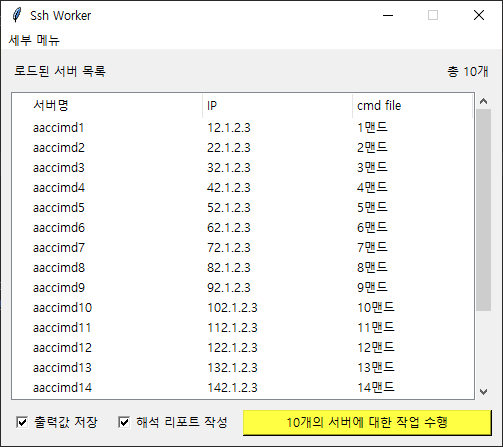 Ssh Worker
세부 메뉴
로드된 서버 목록 총 10개
서버명 IP cmd file
aaccimd1 12.1.2.3 1맨드
aaccimd2 22.1.2.3 2맨드
aaccimd3 32.1.2.3 3맨드
aaccimd4 42.1.2.3 4맨드
aaccimd5 52.1.2.3 5맨드
aaccimd6 62.1.2.3 6맨드
aaccimd7 72.1.2.3 7맨드
aaccimd8 82.1.2.3 8맨드
aaccimd9 92.1.2.3 9맨드
aaccimd10 102.1.2.3 10맨드
aaccimd11 112.1.2.3 11맨드
aaccimd12 122.1.2.3 12맨드
aaccimd13 132.1.2.3 13맨드
aaccimd14 142.1.2.3 14맨드
출력값 저장 해석 리포트 작성 10개의 서버에 대한 작업 수행